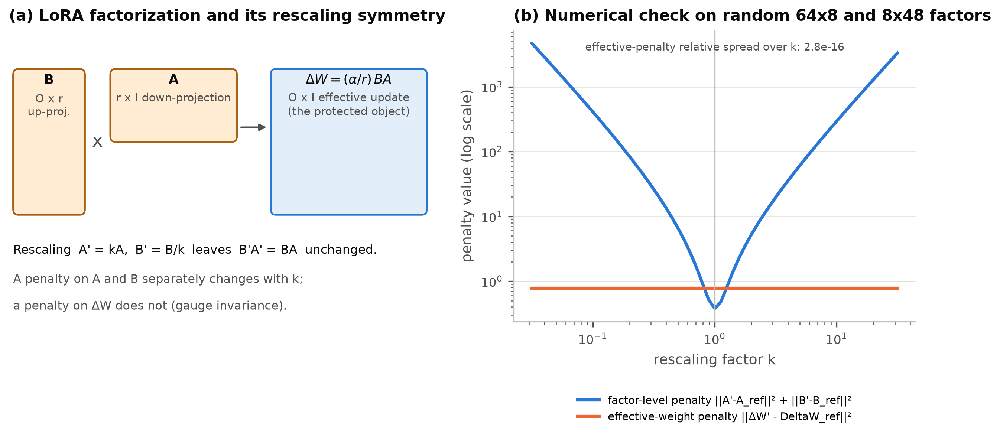 (a) LoRA factorization and its rescaling symmetry
B
O x r
up-proj.
x
A
r x I down-projection
ΔW = (α/r) BA
O x I effective update
(the protected object)
Rescaling  A' = kA,  B' = B/k  leaves  B'A' = BA  unchanged.
A penalty on A and B separately changes with k;
a penalty on ΔW does not (gauge invariance).
(b) Numerical check on random 64x8 and 8x48 factors
effective-penalty relative spread over k: 2.8e-16
penalty value (log scale)
10³
10²
10¹
10⁰
10⁻¹
10⁰
10¹
rescaling factor k
factor-level penalty ||A'-A_ref||² + ||B'-B_ref||²
effective-weight penalty ||ΔW' - DeltaW_ref||²